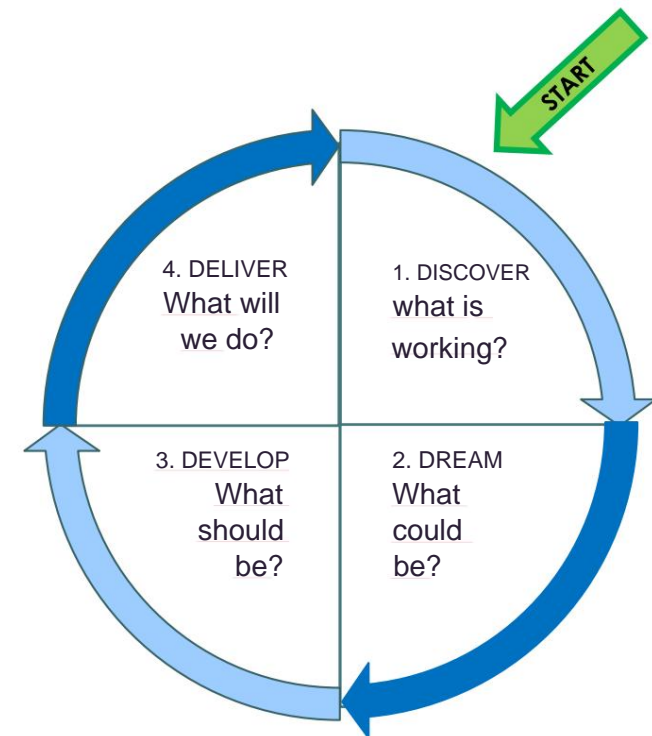 START
1. DISCOVER
what is
working?
2. DREAM
What
could
be?
3. DEVELOP
What
should
be?
4. DELIVER
What will
we do?